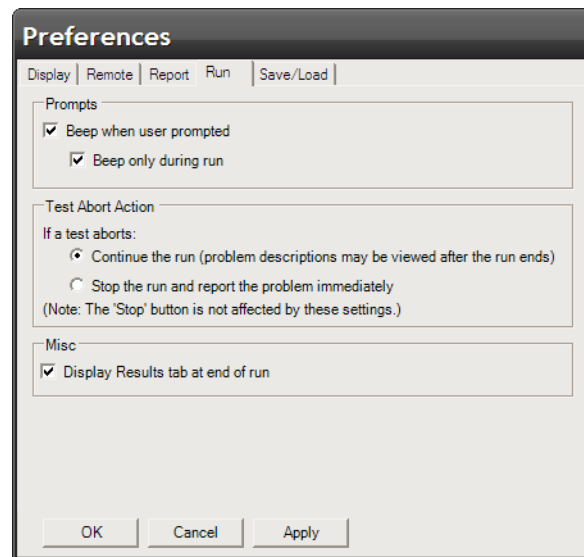 Preferences
Display Remote Report Run Save/Load
Prompts
Beep when user prompted
Beep only during run
Test Abort Action
If a test aborts:
Continue the run (problem descriptions may be viewed after the run ends)
Stop the run and report the problem immediately
(Note: The 'Stop' button is not affected by these settings.)
Misc
Display Results tab at end of run
OK Cancel Apply